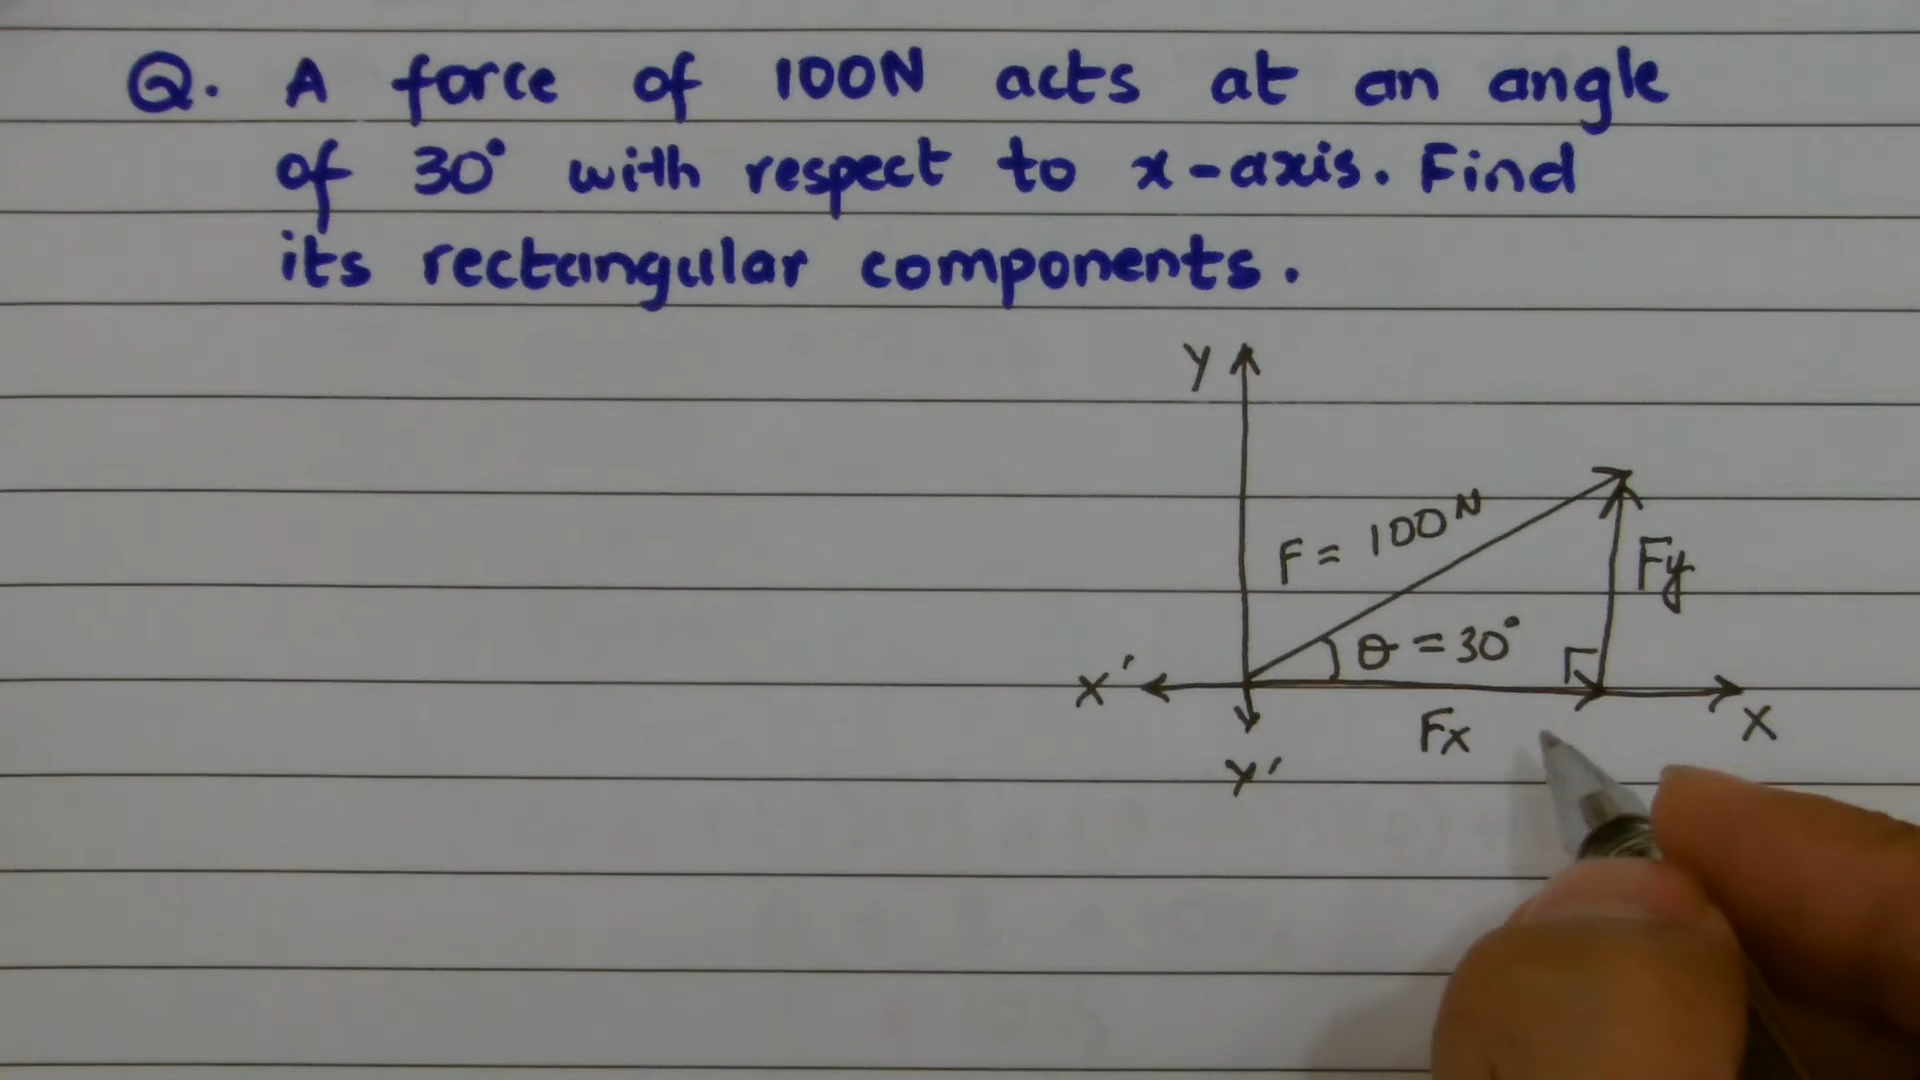 Q. A force of 100N acts at an angle
of 30° with respect to x-axis. Find
its rectangular components.
Y
F = 100N
Fy
θ = 30°
X'
Fx
X
Y'